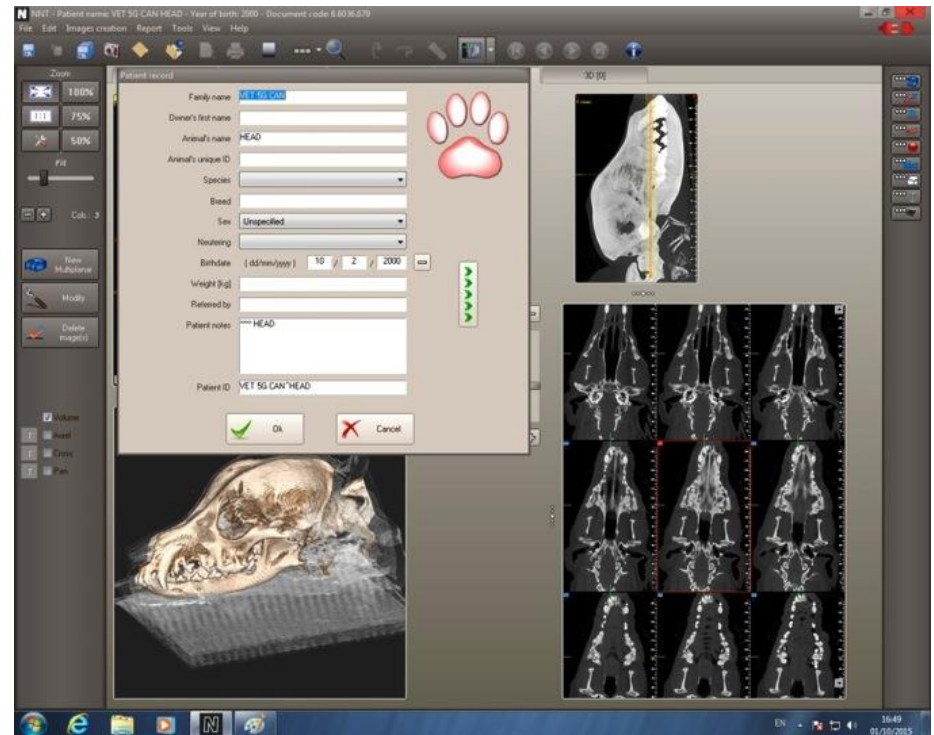 NNT - Patient name: VET 5G CAN HEAD - Year of birth: 2000 - Document code: 6.6036.079
File Edit Images creation Report Tools View Help
Zoom
100%
75%
50%
Fit
Col. 3
New Multiplanar
Modify
Delete image(s)
Volume
Axial
Cross
Pan
Patient record
Family name VET 5G CAN
Owner's first name
Animal's name HEAD
Animal's unique ID
Species
Breed
Sex Unspecified
Neutering
Birthdate (dd/mm/yyyy) 10 / 2 / 2000
Weight [kg]
Referred by
Patient notes *** HEAD
Patient ID VET 5G CAN^HEAD
Ok Cancel
3D [0]
EN
16:49
01/10/2015